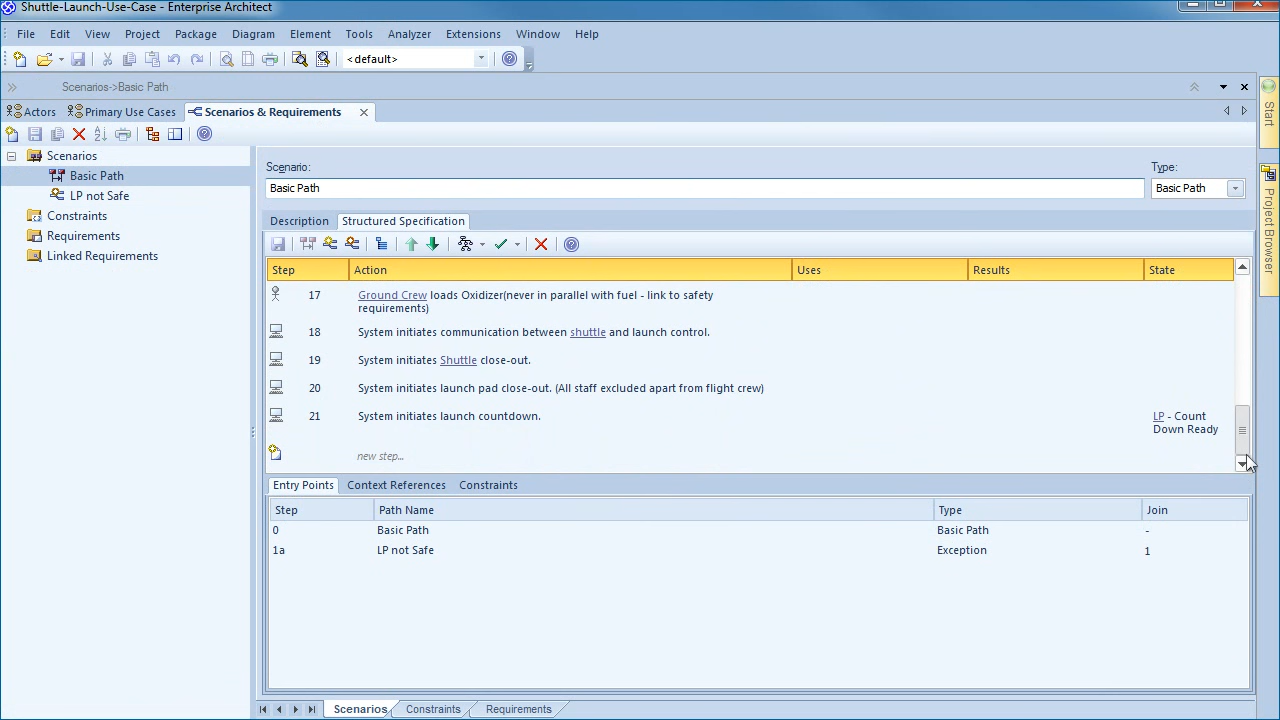 Shuttle-Launch-Use-Case - Enterprise Architect
File Edit View Project Package Diagram Element Tools Analyzer Extensions Window Help
<default>
Scenarios->Basic Path
Actors Primary Use Cases Scenarios & Requirements
Start
Project Browser
Scenarios
Basic Path
LP not Safe
Constraints
Requirements
Linked Requirements
Scenario: Type:
Basic Path Basic Path
Description Structured Specification
Step Action Uses Results State
17 Ground Crew loads Oxidizer(never in parallel with fuel - link to safety
requirements)
18 System initiates communication between shuttle and launch control.
19 System initiates Shuttle close-out.
20 System initiates launch pad close-out. (All staff excluded apart from flight crew)
21 System initiates launch countdown. LP - Count
Down Ready
new step...
Entry Points Context References Constraints
Step Path Name Type Join
0 Basic Path Basic Path -
1a LP not Safe Exception 1
Scenarios Constraints Requirements